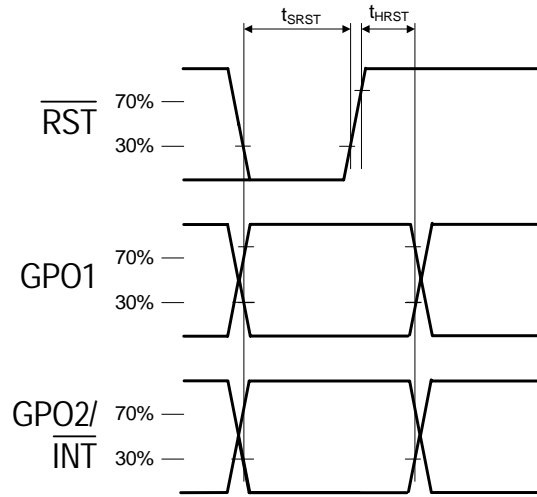 tSRST tHRST
70%
RST
30%
70%
GPO1
30%
GPO2/ 70%
INT 30%